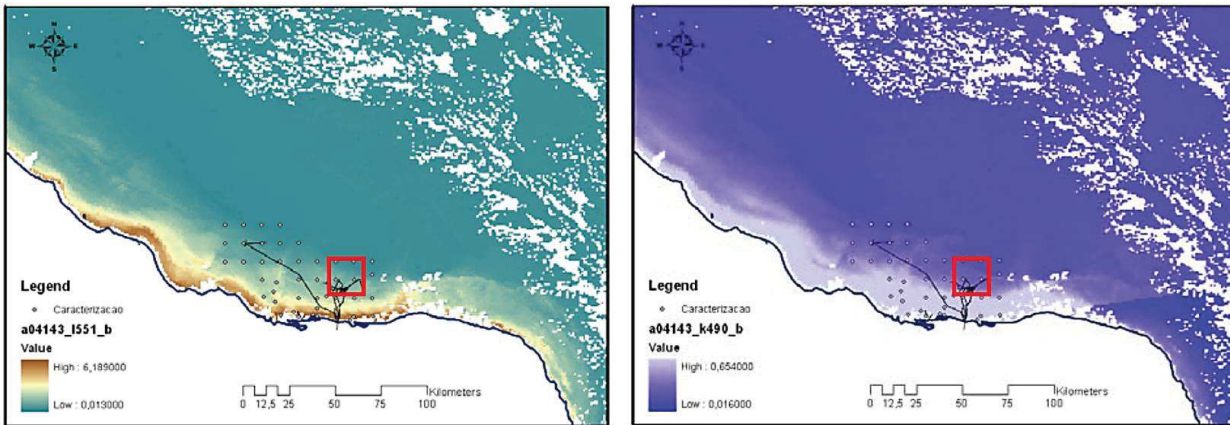 N
W E
S
Legend
Caracterizacao
a04143_l551_b
Value
High : 6,189000
Low : 0,013000
Kilometers
0 12,5 25 50 75 100
N
W E
S
Legend
Caracterizacao
a04143_k490_b
Value
High : 0,654000
Low : 0,016000
Kilometers
0 12,5 25 50 75 100